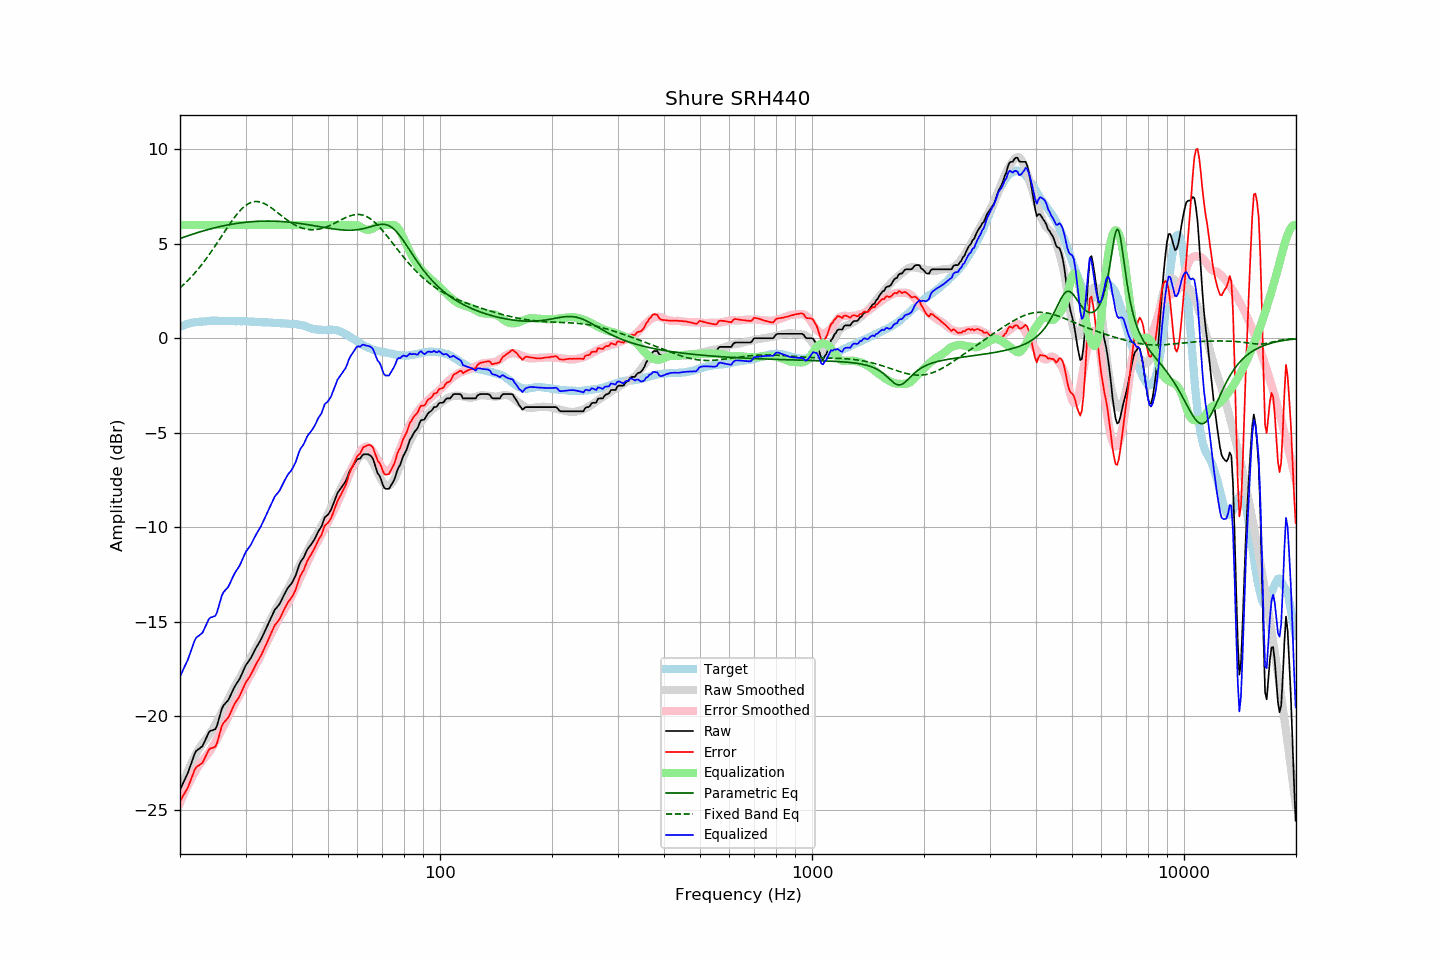 Shure SRH440
Amplitude (dBr)
10
5
0
−5
−10
−15
−20
−25
Target
Raw Smoothed
Error Smoothed
Raw
Error
Equalization
Parametric Eq
Fixed Band Eq
Equalized
100
1000
10000
Frequency (Hz)